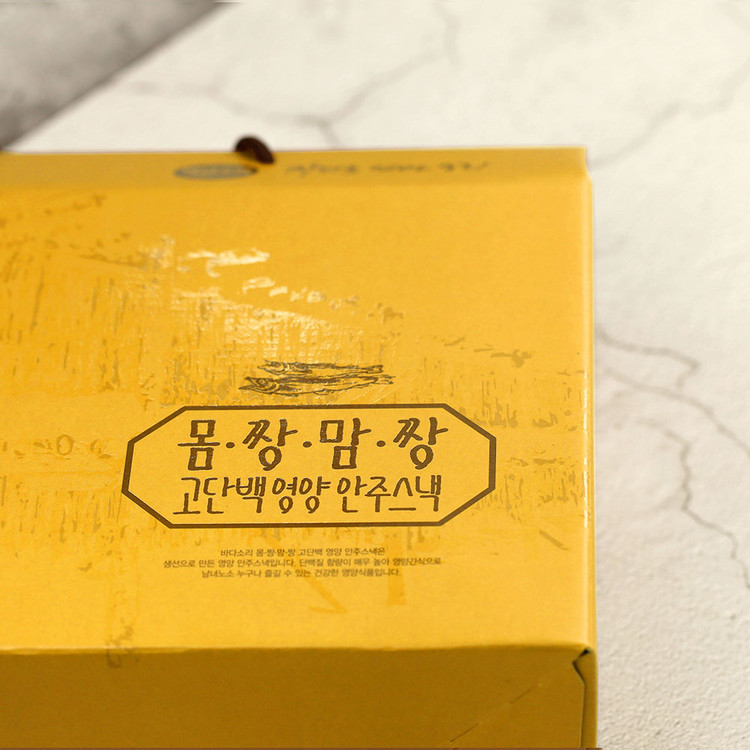 몸·짱·맘·짱
고단백영양안주스낵
바다소리 몸·짱·맘·짱 고단백 영양 안주스낵은
생선으로 만든 영양 안주스낵입니다. 단백질 함량이 매우 높아 영양간식으로
남녀노소 누구나 즐길 수 있는 건강한 영양식품입니다.